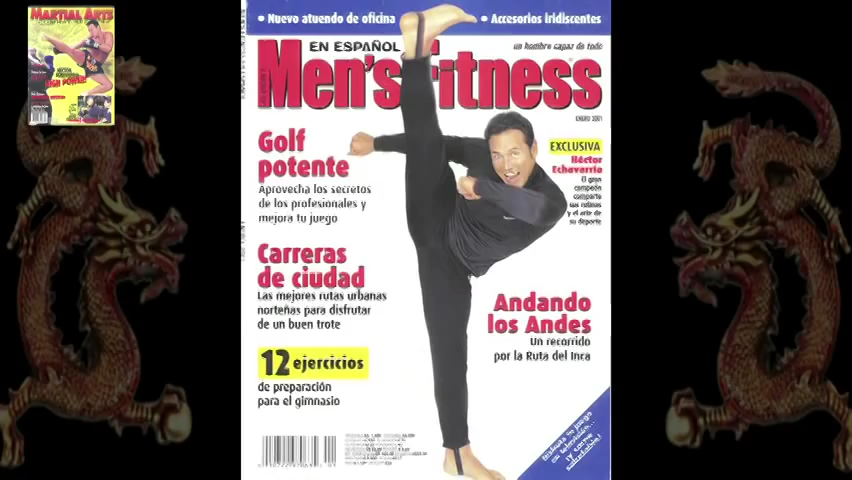 MARTIAL ARTS
HIGH POWER!
• Nuevo atuendo de oficina
• Accesorios iridiscentes
EN ESPAÑOL
un hombre capaz de todo
Men's Fitness
ENERO 2001
Golf
potente
Aprovecha los secretos
de los profesionales y
mejora tu juego
EXCLUSIVA
Héctor
Echavarria
El gran
campeón
comparte
sus rutinas
y el arte de
su deporte
Carreras
de ciudad
Las mejores rutas urbanas
norteñas para disfrutar
de un buen trote
Andando
los Andes
Un recorrido
por la Ruta del Inca
12 ejercicios
de preparación
para el gimnasio